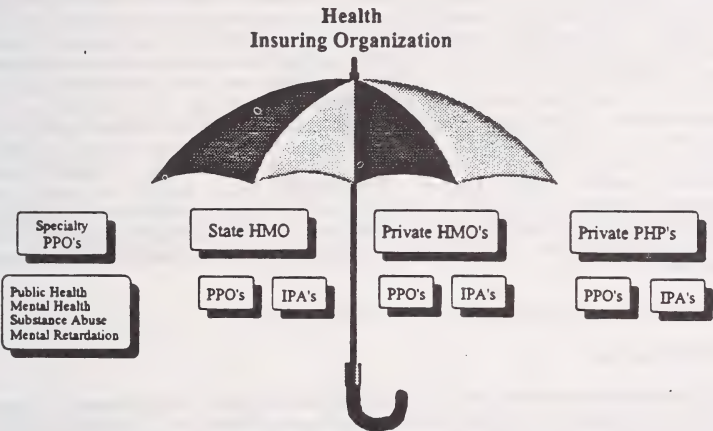 Health
Insuring Organization
Specialty
PPO's
State HMO
Private HMO's
Private PHP's
Public Health
Mental Health
Substance Abuse
Mental Retardation
PPO's
IPA's
PPO's
IPA's
PPO's
IPA's